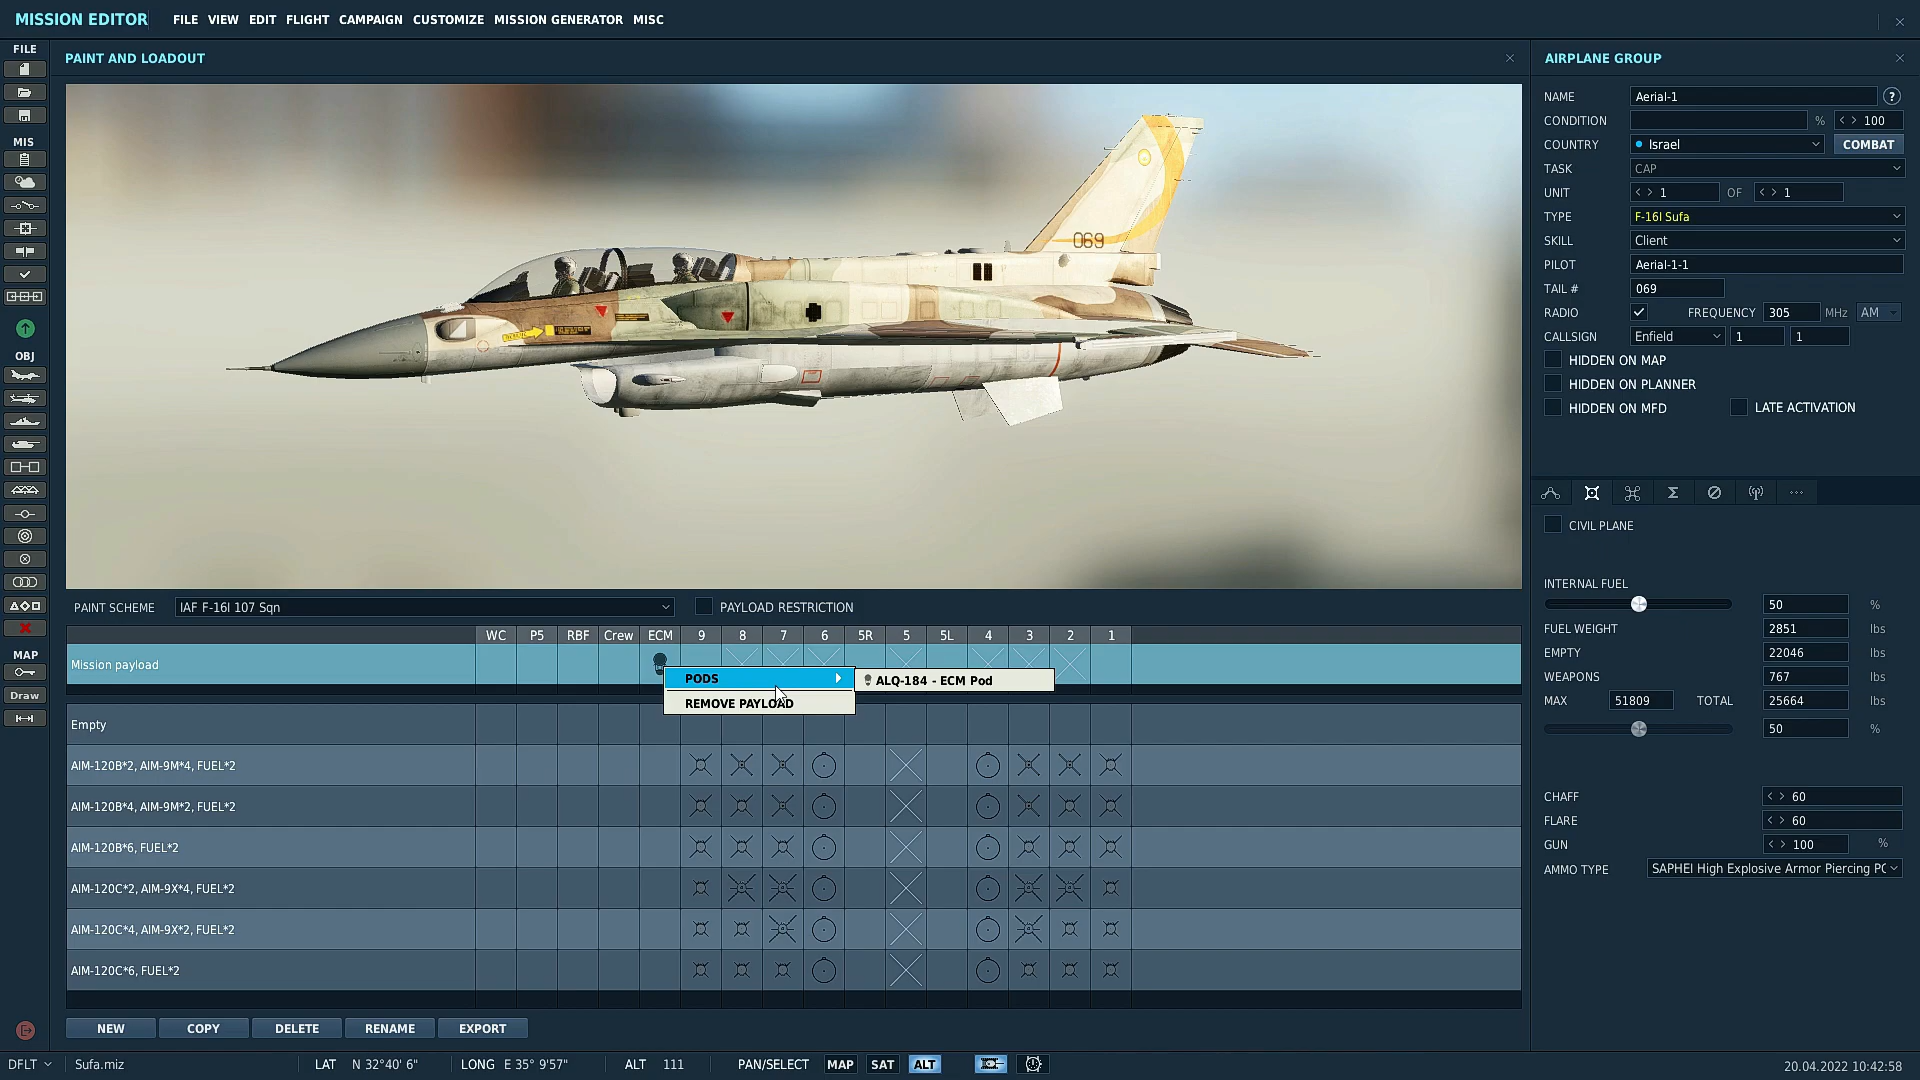 MISSION EDITOR FILE VIEW EDIT FLIGHT CAMPAIGN CUSTOMIZE MISSION GENERATOR MISC
FILE
MIS
OBJ
MAP
Draw
PAINT AND LOADOUT
069
PAINT SCHEME IAF F-16I 107 Sqn PAYLOAD RESTRICTION
WC P5 RBF Crew ECM 9 8 7 6 5R 5 5L 4 3 2 1
Mission payload
PODS ALQ-184 - ECM Pod
REMOVE PAYLOAD
Empty
AIM-120B*2, AIM-9M*4, FUEL*2
AIM-120B*4, AIM-9M*2, FUEL*2
AIM-120B*6, FUEL*2
AIM-120C*2, AIM-9X*4, FUEL*2
AIM-120C*4, AIM-9X*2, FUEL*2
AIM-120C*6, FUEL*2
NEW COPY DELETE RENAME EXPORT
AIRPLANE GROUP
NAME Aerial-1 ?
CONDITION % < > 100
COUNTRY Israel COMBAT
TASK CAP
UNIT < > 1 OF < > 1
TYPE F-16I Sufa
SKILL Client
PILOT Aerial-1-1
TAIL # 069
RADIO FREQUENCY 305 MHz AM
CALLSIGN Enfield 1 1
HIDDEN ON MAP
HIDDEN ON PLANNER
HIDDEN ON MFD LATE ACTIVATION
CIVIL PLANE
INTERNAL FUEL
50 %
FUEL WEIGHT 2851 lbs
EMPTY 22046 lbs
WEAPONS 767 lbs
MAX 51809 TOTAL 25664 lbs
50 %
CHAFF < > 60
FLARE < > 60
GUN < > 100 %
AMMO TYPE SAPHEI High Explosive Armor Piercing PG
DFLT Sufa.miz LAT N 32°40' 6" LONG E 35° 9'57" ALT 111 PAN/SELECT MAP SAT ALT 20.04.2022 10:42:58